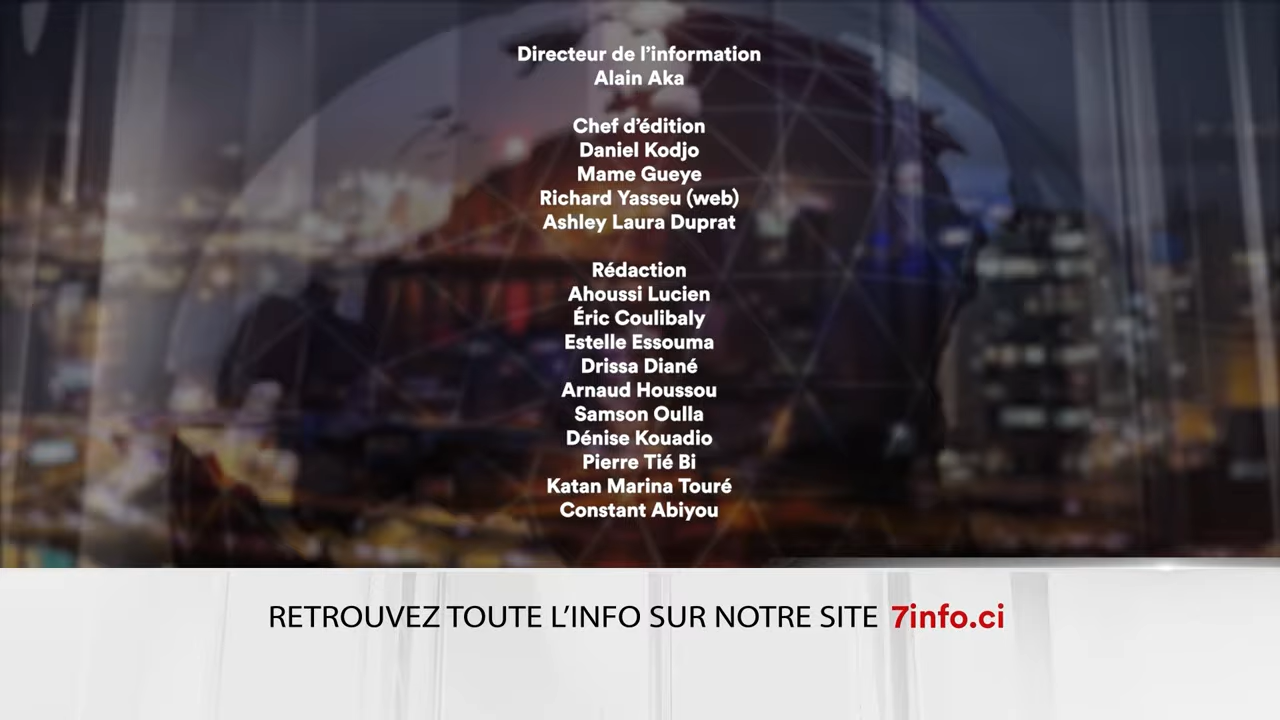 Directeur de l'information
Alain Aka
Chef d'édition
Daniel Kodjo
Mame Gueye
Richard Yasseu (web)
Ashley Laura Duprat
Rédaction
Ahoussi Lucien
Éric Coulibaly
Estelle Essouma
Drissa Diané
Arnaud Houssou
Samson Oulla
Dénise Kouadio
Pierre Tié Bi
Katan Marina Touré
Constant Abiyou
RETROUVEZ TOUTE L'INFO SUR NOTRE SITE 7info.ci